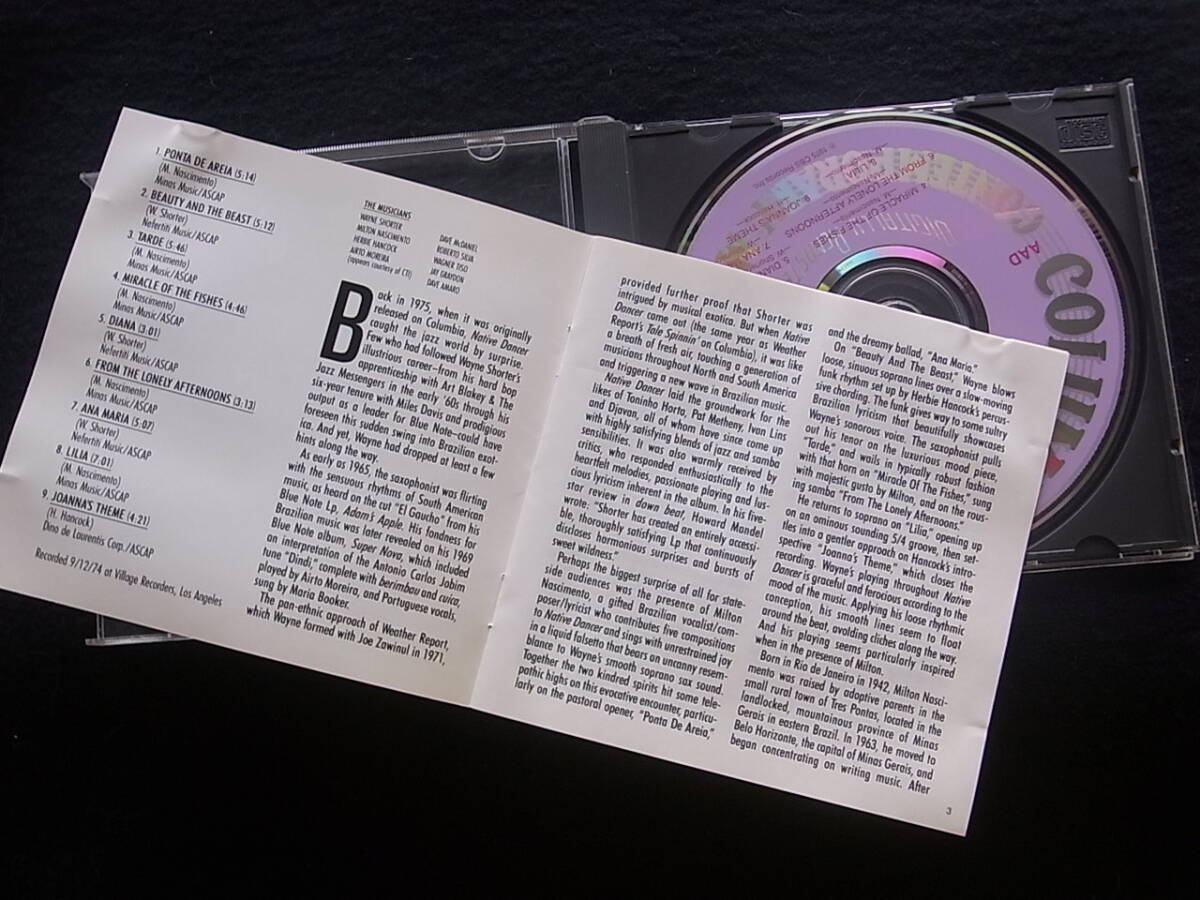 1. PONTA DE AREIA (5:14)
(M. Nascimento)
Minas Music/ASCAP
2. BEAUTY AND THE BEAST (5:12)
(W. Shorter)
Nefertiti Music/ASCAP
3. TARDE (5:46)
(M. Nascimento)
Minas Music/ASCAP
4. MIRACLE OF THE FISHES (4:46)
(M. Nascimento)
Minas Music/ASCAP
5. DIANA (3:01)
(W. Shorter)
Nefertiti Music/ASCAP
6. FROM THE LONELY AFTERNOONS (3:13)
(M. Nascimento)
Minas Music/ASCAP
7. ANA MARIA (5:07)
(W. Shorter)
Nefertiti Music/ASCAP
8. LILIA (7:01)
(M. Nascimento)
Minas Music/ASCAP
9. JOANNA'S THEME (4:21)
(H. Hancock)
Dino de Laurentis Corp./ASCAP
Recorded 9/12/74 at Village Recorders, Los Angeles
THE MUSICIANS
WAYNE SHORTER
MILTON NASCIMENTO
HERBIE HANCOCK
AIRTO MOREIRA
(appears courtesy of CTI)
DAVE McDANIEL
ROBERTO SILVA
WAGNER TISO
JAY GRAYDON
DAVE AMARO
Back in 1975, when it was originally
released on Columbia, Native Dancer
caught the jazz world by surprise.
Few who had followed Wayne Shorter's
illustrious career–from his hard bop
apprenticeship with Art Blakey & The
Jazz Messengers in the early '60s through his
six-year tenure with Miles Davis and prodigious
output as a leader for Blue Note–could have
foreseen this sudden swing into Brazilian exot-
ica. And yet, Wayne had dropped at least a few
hints along the way.
As early as 1965, the saxophonist was flirting
with the sensuous rhythms of South American
music, as heard on the cut "El Gaucho" from his
Blue Note Lp, Adam's Apple. His fondness for
Brazilian music was later revealed on his 1969
Blue Note album, Super Nova, which included
an interpretation of the Antonio Carlos Jobim
tune "Dindi," complete with berimbau and cuica,
played by Airto Moreira, and Portuguese vocals,
sung by Maria Booker.
The pan-ethnic approach of Weather Report,
which Wayne formed with Joe Zawinul in 1971,
provided further proof that Shorter was
intrigued by musical exotica. But when Native
Dancer came out (the same year as Weather
Report's Tale Spinnin' on Columbia), it was like
a breath of fresh air, touching a generation of
musicians throughout North and South America
and triggering a new wave in Brazilian music.
Native Dancer laid the groundwork for the
likes of Toninho Horta, Pat Metheny, Ivan Lins
and Djavan, all of whom have since come up
with highly satisfying blends of jazz and samba
sensibilities. It was also warmly received by
critics, who responded enthusiastically to the
heartfelt melodies, passionate playing and lus-
cious lyricism inherent in the album. In his five-
star review in down beat, Howard Mandel
wrote: "Shorter has created an entirely accessi-
ble, thoroughly satisfying Lp that continuously
discloses harmonious surprises and bursts of
sweet wildness."
Perhaps the biggest surprise of all for state-
side audiences was the presence of Milton
Nascimento, a gifted Brazilian vocalist/com-
poser/lyricist who contributes five compositions
to Native Dancer and sings with unrestrained joy
in a liquid falsetto that bears an uncanny resem-
blance to Wayne's smooth soprano sax sound.
Together the two kindred spirits hit some tele-
pathic highs on this evocative encounter, particu-
larly on the pastoral opener, "Ponta De Areia,"
and the dreamy ballad, "Ana Maria."
On "Beauty And The Beast," Wayne blows
loose, sinuous soprano lines over a slow-moving
funk rhythm set up by Herbie Hancock's percus-
sive chording. The funk gives way to some sultry
Brazilian lyricism that beautifully showcases
Wayne's sonorous voice. The saxophonist pulls
out his tenor on the luxurious mood piece,
"Tarde," and wails in typically robust fashion
with that horn on "Miracle Of The Fishes," sung
with majestic gusto by Milton, and on the rous-
ing samba "From The Lonely Afternoons."
He returns to soprano on "Lilia," opening up
on an ominous sounding 5/4 groove, then set-
tles into a gentler approach on Hancock's intro-
spective "Joanna's Theme," which closes the
recording. Wayne's playing throughout Native
Dancer is graceful and ferocious according to the
mood of the music. Applying his loose rhythmic
conception, his smooth lines seem to float
around the beat, avoiding cliches along the way.
And his playing seems particularly inspired
when in the presence of Milton.
Born in Rio de Janeiro in 1942, Milton Nasci-
mento was raised by adoptive parents in the
small rural town of Tres Pontas, located in the
landlocked, mountainous province of Minas
Gerais in eastern Brazil. In 1963, he moved to
Belo Horizonte, the capital of Minas Gerais, and
began concentrating on writing music. After
3
AAD
4. MIRACLE OF THE FISHES
6. FROM THE LONELY AFTERNOONS
7. ANA
8. LILIA
9. JOANNA'S THEME